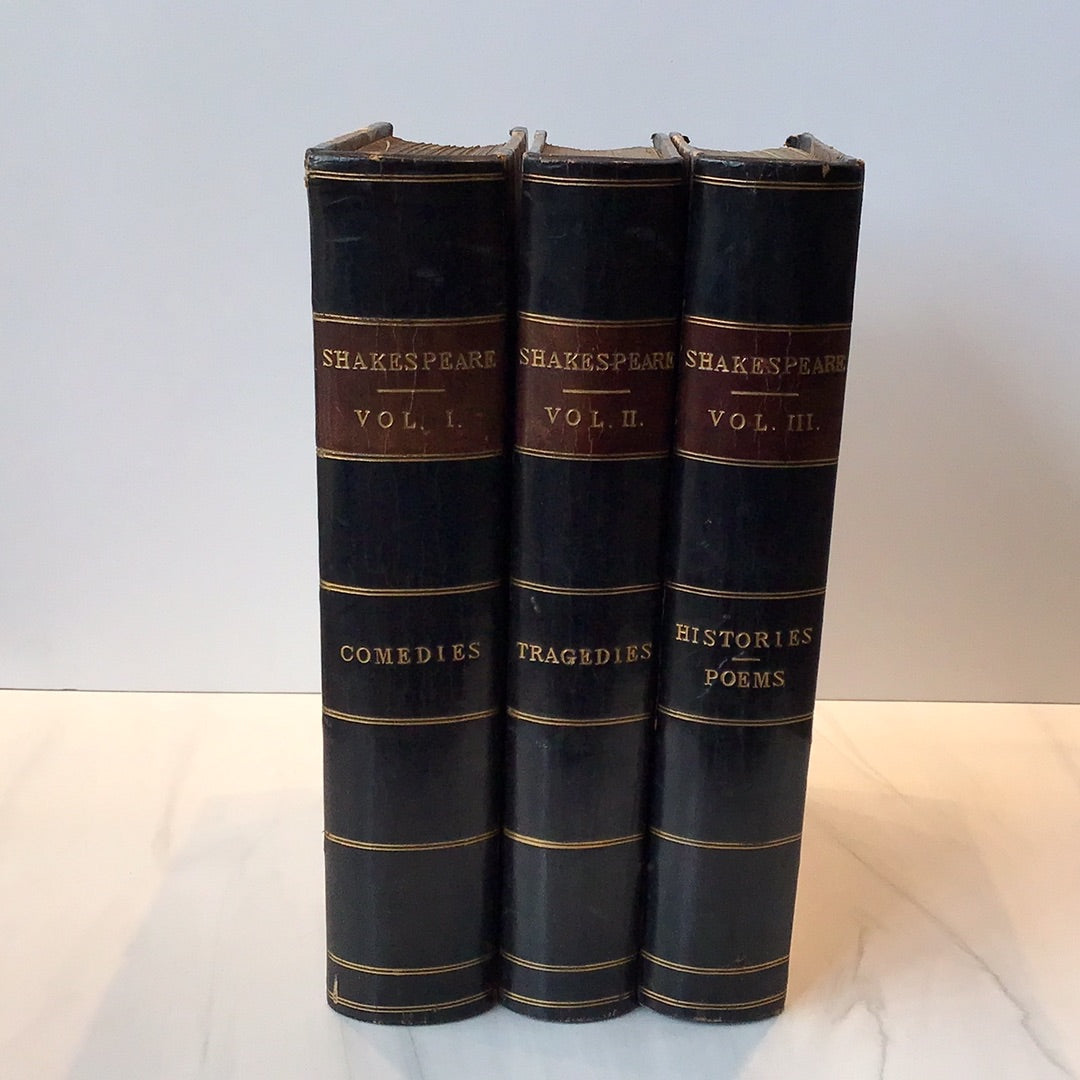 SHAKESPEARE
VOL. I.
COMEDIES
SHAKESPEARE
VOL. II.
TRAGEDIES
SHAKESPEARE
VOL. III.
HISTORIES
POEMS